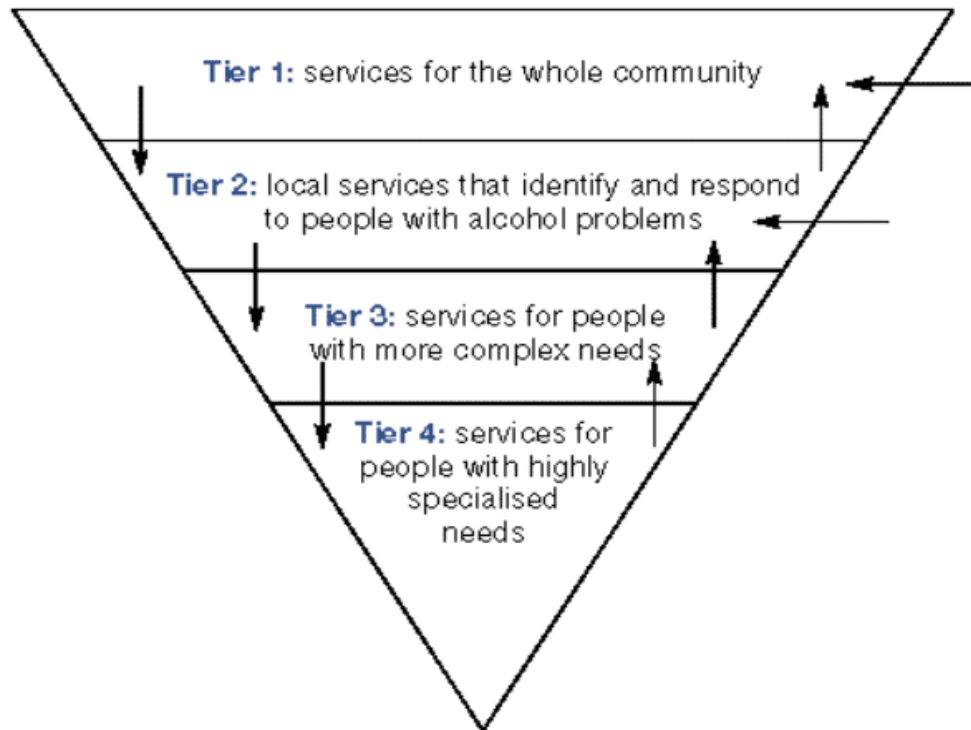 Tier 1: services for the whole community
Tier 2: local services that identify and respond
to people with alcohol problems
Tier 3: services for people
with more complex needs
Tier 4: services for
people with highly
specialised
needs